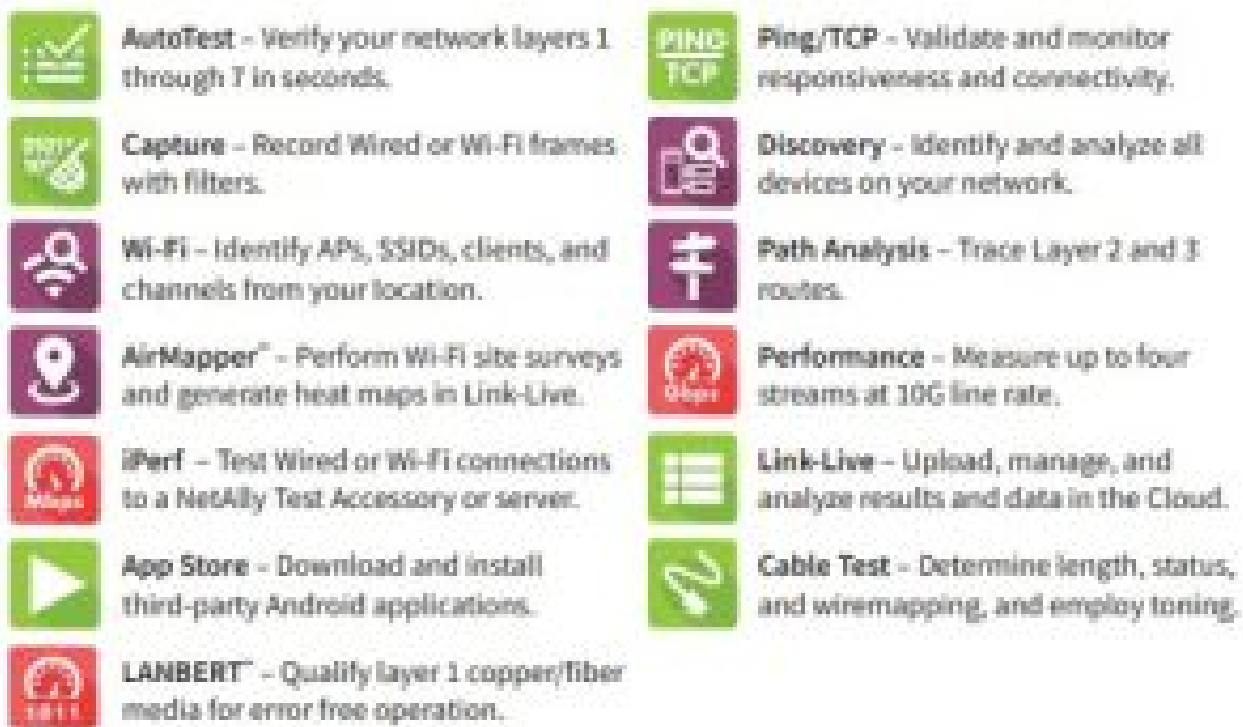 AutoTest – Verify your network layers 1
through 7 in seconds.
Capture – Record Wired or Wi-Fi frames
with filters.
Wi-Fi – Identify APs, SSIDs, clients, and
channels from your location.
AirMapper™ – Perform Wi-Fi site surveys
and generate heat maps in Link-Live.
Mbps
iPerf – Test Wired or Wi-Fi connections
to a NetAlly Test Accessory or server.
App Store – Download and install
third-party Android applications.
LANBERT™ – Qualify layer 1 copper/fiber
media for error free operation.
PING
TCP
Ping/TCP – Validate and monitor
responsiveness and connectivity.
Discovery – Identify and analyze all
devices on your network.
Path Analysis – Trace Layer 2 and 3
routes.
Gbps
Performance – Measure up to four
streams at 10G line rate.
Link-Live – Upload, manage, and
analyze results and data in the Cloud.
Cable Test – Determine length, status,
and wiremapping, and employ toning.